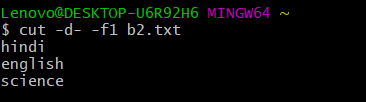 Lenovo@DESKTOP-U6R92H6 MINGW64 ~
$ cut -d- -f1 b2.txt
hindi
english
science